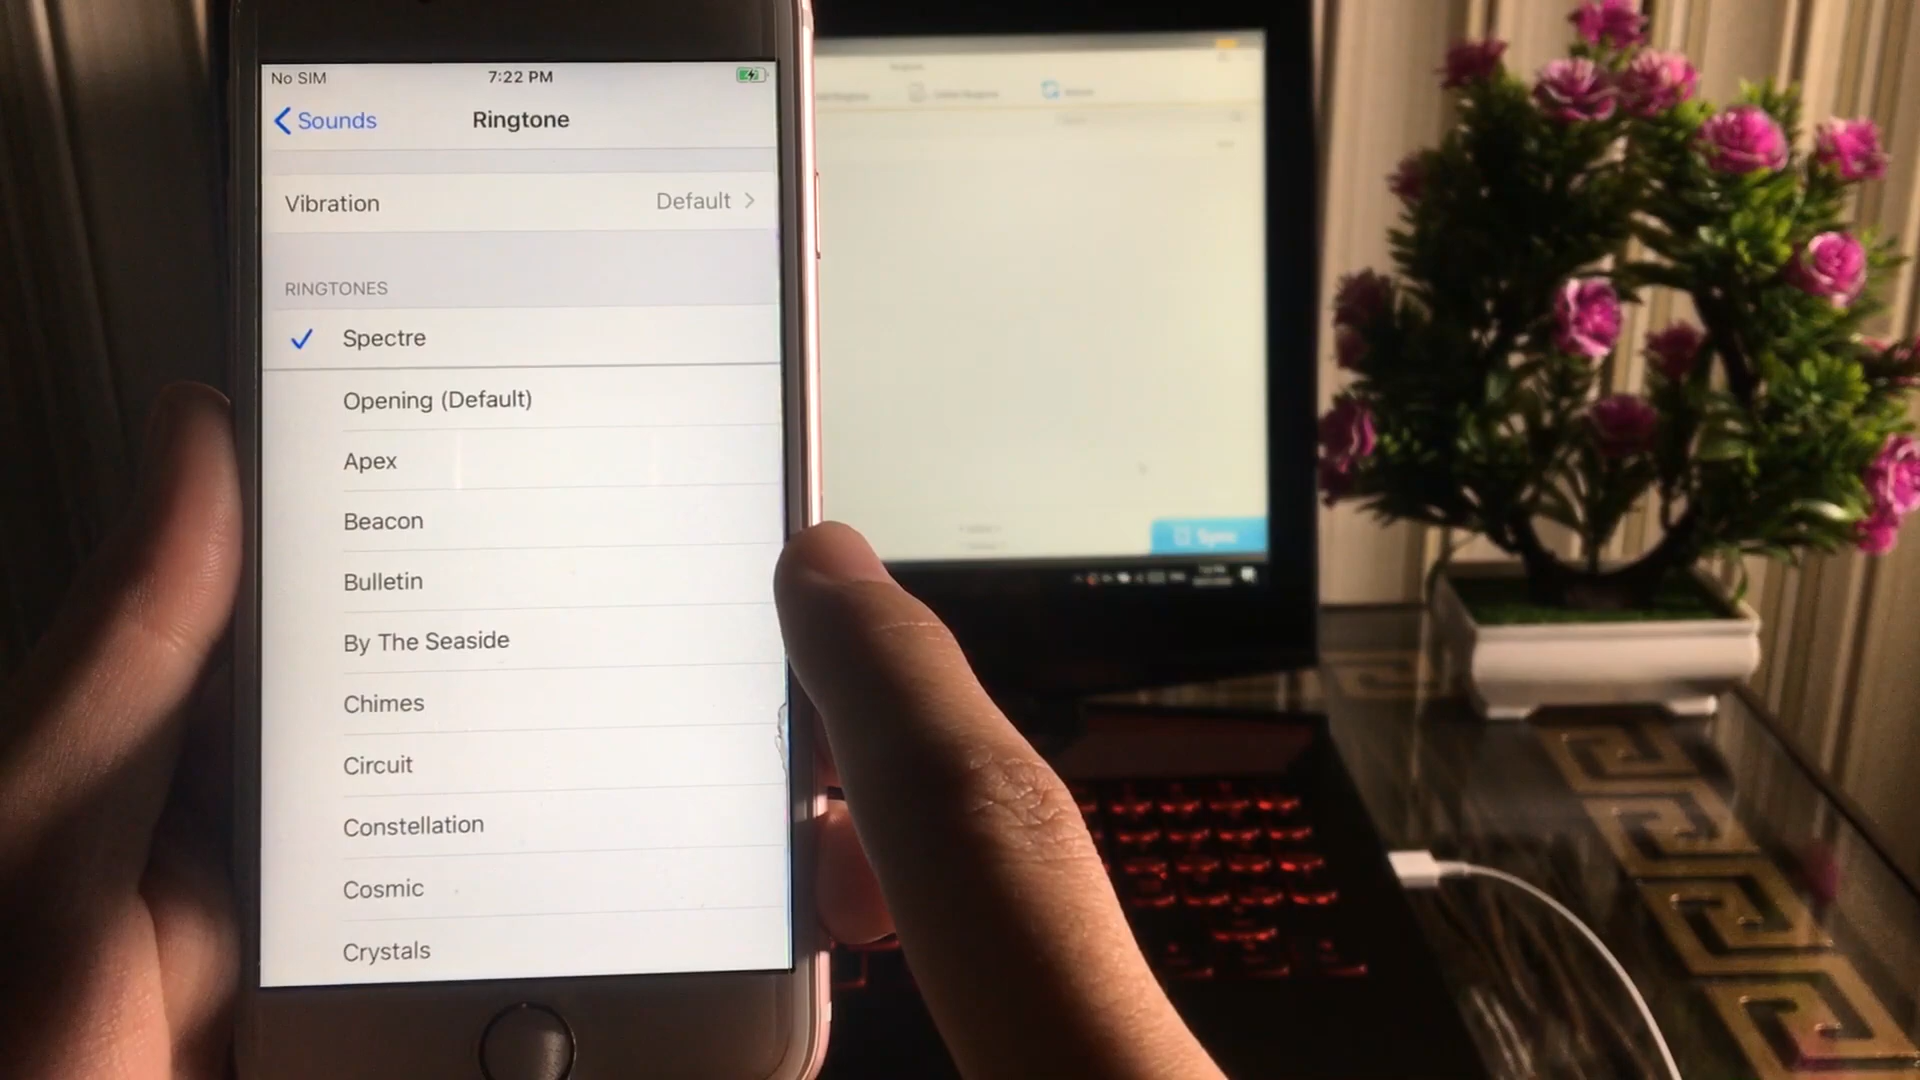 No SIM 7:22 PM
Sounds Ringtone
Vibration Default
RINGTONES
Spectre
Opening (Default)
Apex
Beacon
Bulletin
By The Seaside
Chimes
Circuit
Constellation
Cosmic
Crystals
Sync